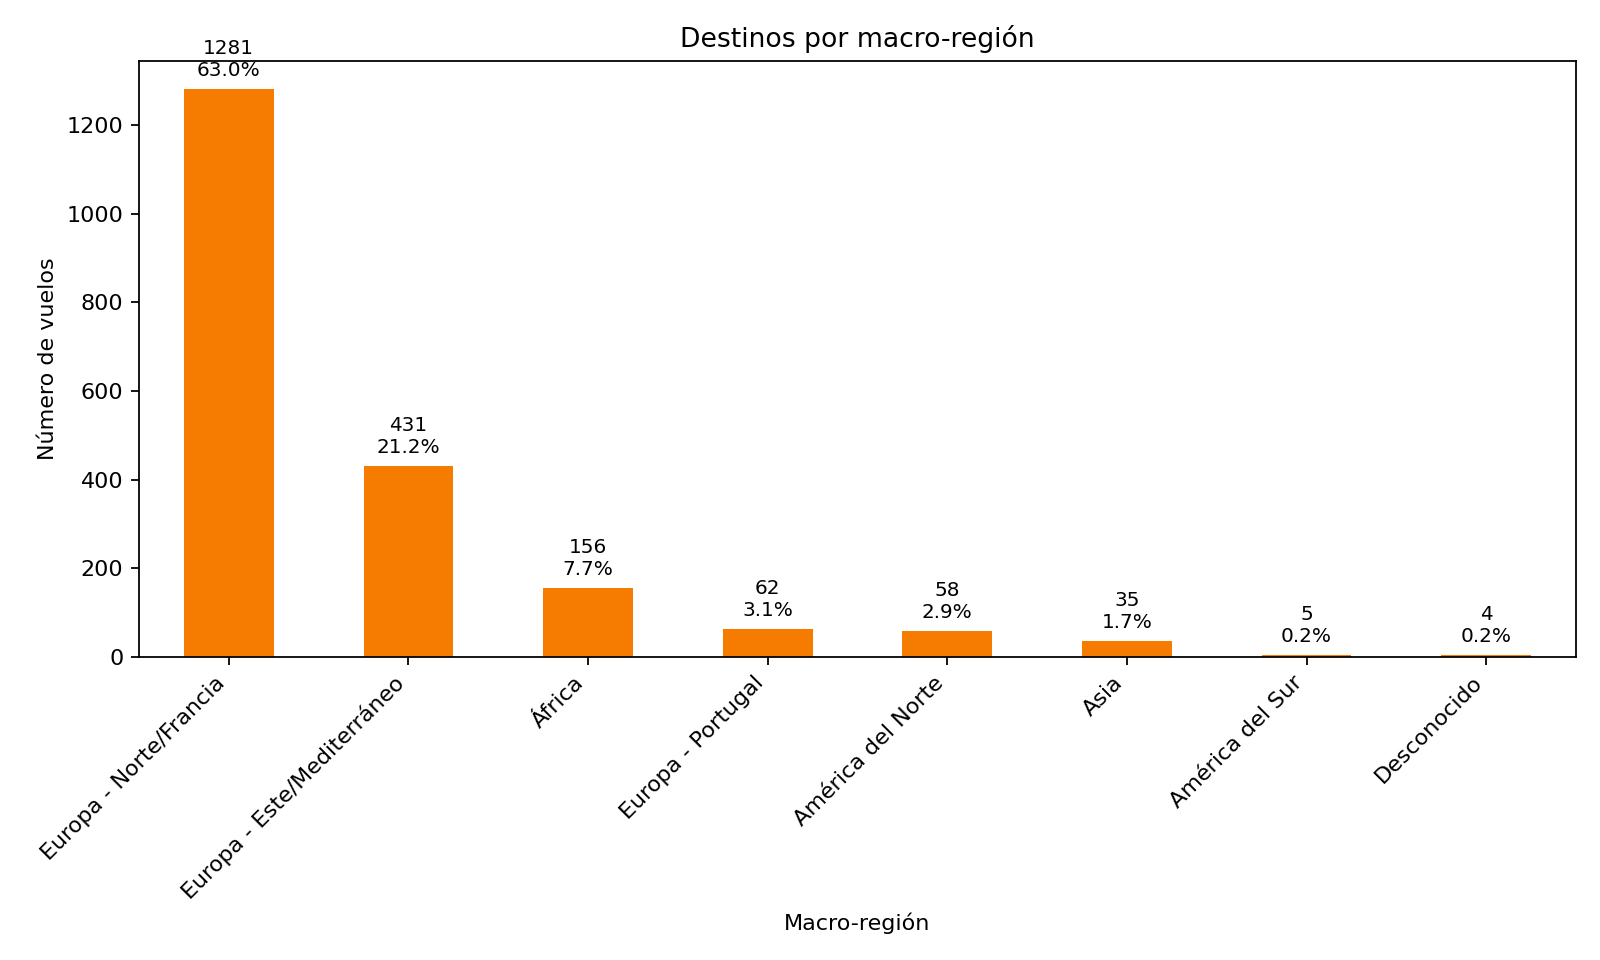 Destinos por macro-región
1281
63.0%
431
21.2%
156
7.7%
62
3.1%
58
2.9%
35
1.7%
5
0.2%
4
0.2%
Número de vuelos
1200
1000
800
600
400
200
0
Europa - Norte/Francia
Europa - Este/Mediterráneo
África
Europa - Portugal
América del Norte
Asia
América del Sur
Desconocido
Macro-región